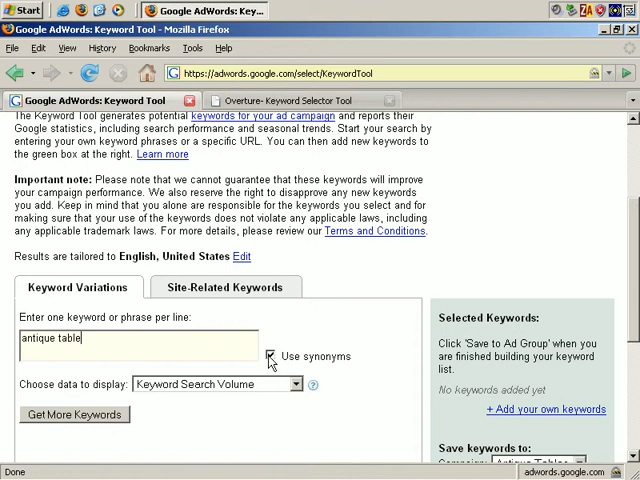 Start
Google AdWords: Key...
Google AdWords: Keyword Tool - Mozilla Firefox
File Edit View History Bookmarks Tools Help
https://adwords.google.com/select/KeywordTool
Google AdWords: Keyword Tool
Overture- Keyword Selector Tool
The Keyword Tool generates potential keywords for your ad campaign and reports their
Google statistics, including search performance and seasonal trends. Start your search by
entering your own keyword phrases or a specific URL. You can then add new keywords to
the green box at the right. Learn more
Important note: Please note that we cannot guarantee that these keywords will improve
your campaign performance. We also reserve the right to disapprove any new keywords
you add. Keep in mind that you alone are responsible for the keywords you select and for
making sure that your use of the keywords does not violate any applicable laws, including
any applicable trademark laws. For more details, please review our Terms and Conditions.
Results are tailored to English, United States Edit
Keyword Variations
Site-Related Keywords
Enter one keyword or phrase per line:
antique table
Use synonyms
Choose data to display: Keyword Search Volume
Get More Keywords
Selected Keywords:
Click 'Save to Ad Group' when you
are finished building your keyword
list.
No keywords added yet
+ Add your own keywords
Save keywords to:
Campaign: Antique Tables
Done
adwords.google.com